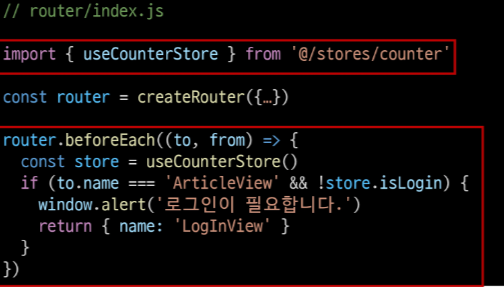 // router/index.js
import { useCounterStore } from '@/stores/counter'
const router = createRouter({…})
router.beforeEach((to, from) => {
  const store = useCounterStore()
  if (to.name === 'ArticleView' && !store.isLogin) {
    window.alert('로그인이 필요합니다.')
    return { name: 'LogInView' }
  }
})